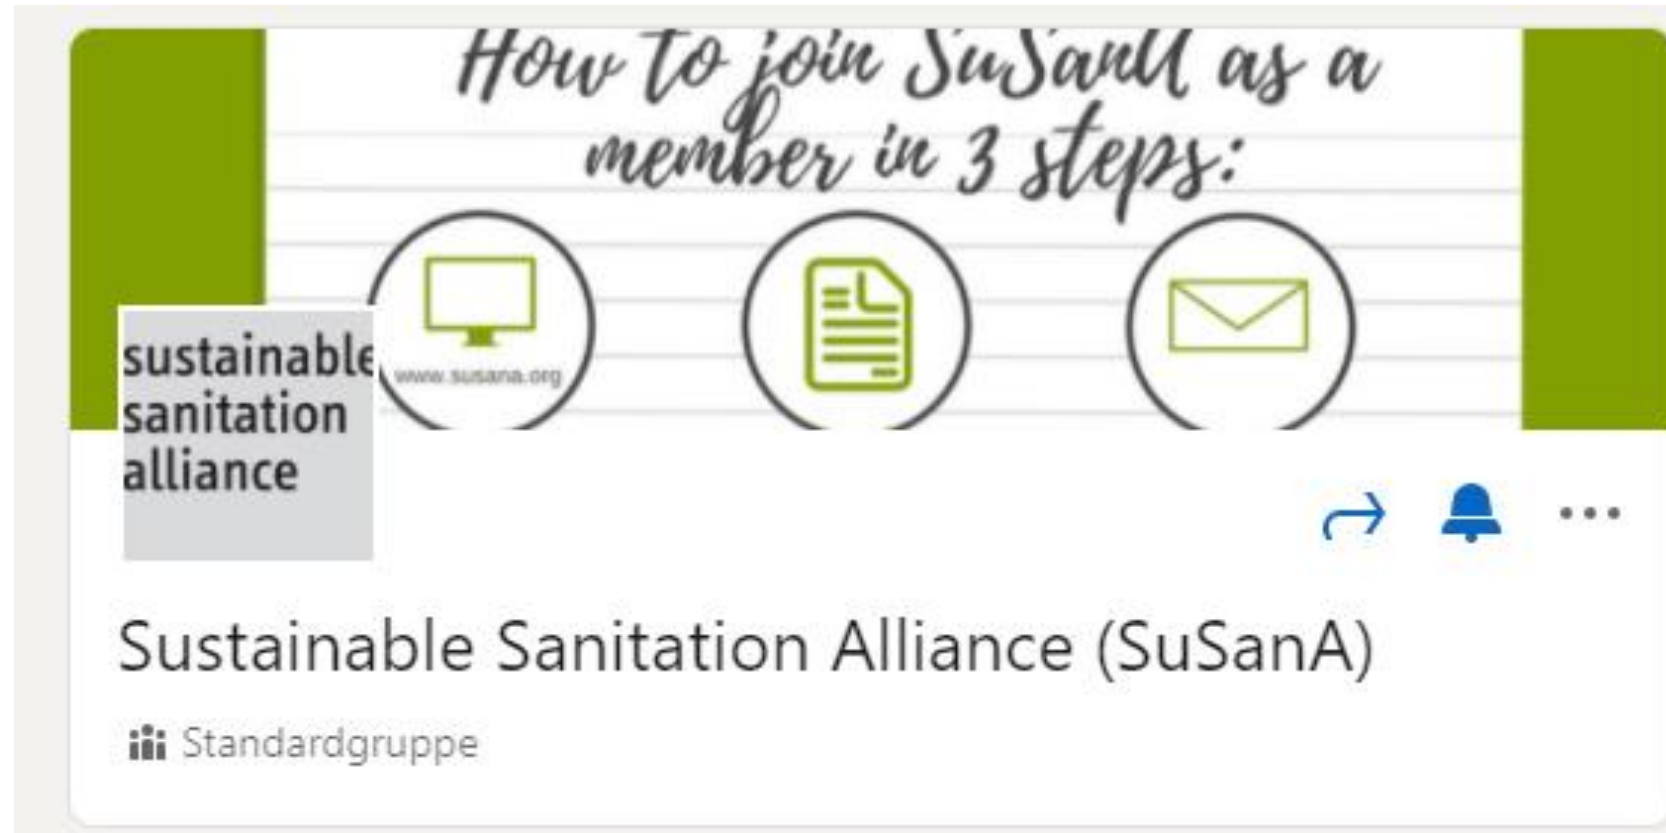 How to join SuSanA as a
member in 3 steps:
www.susana.org
sustainable
sanitation
alliance
Sustainable Sanitation Alliance (SuSanA)
Standardgruppe